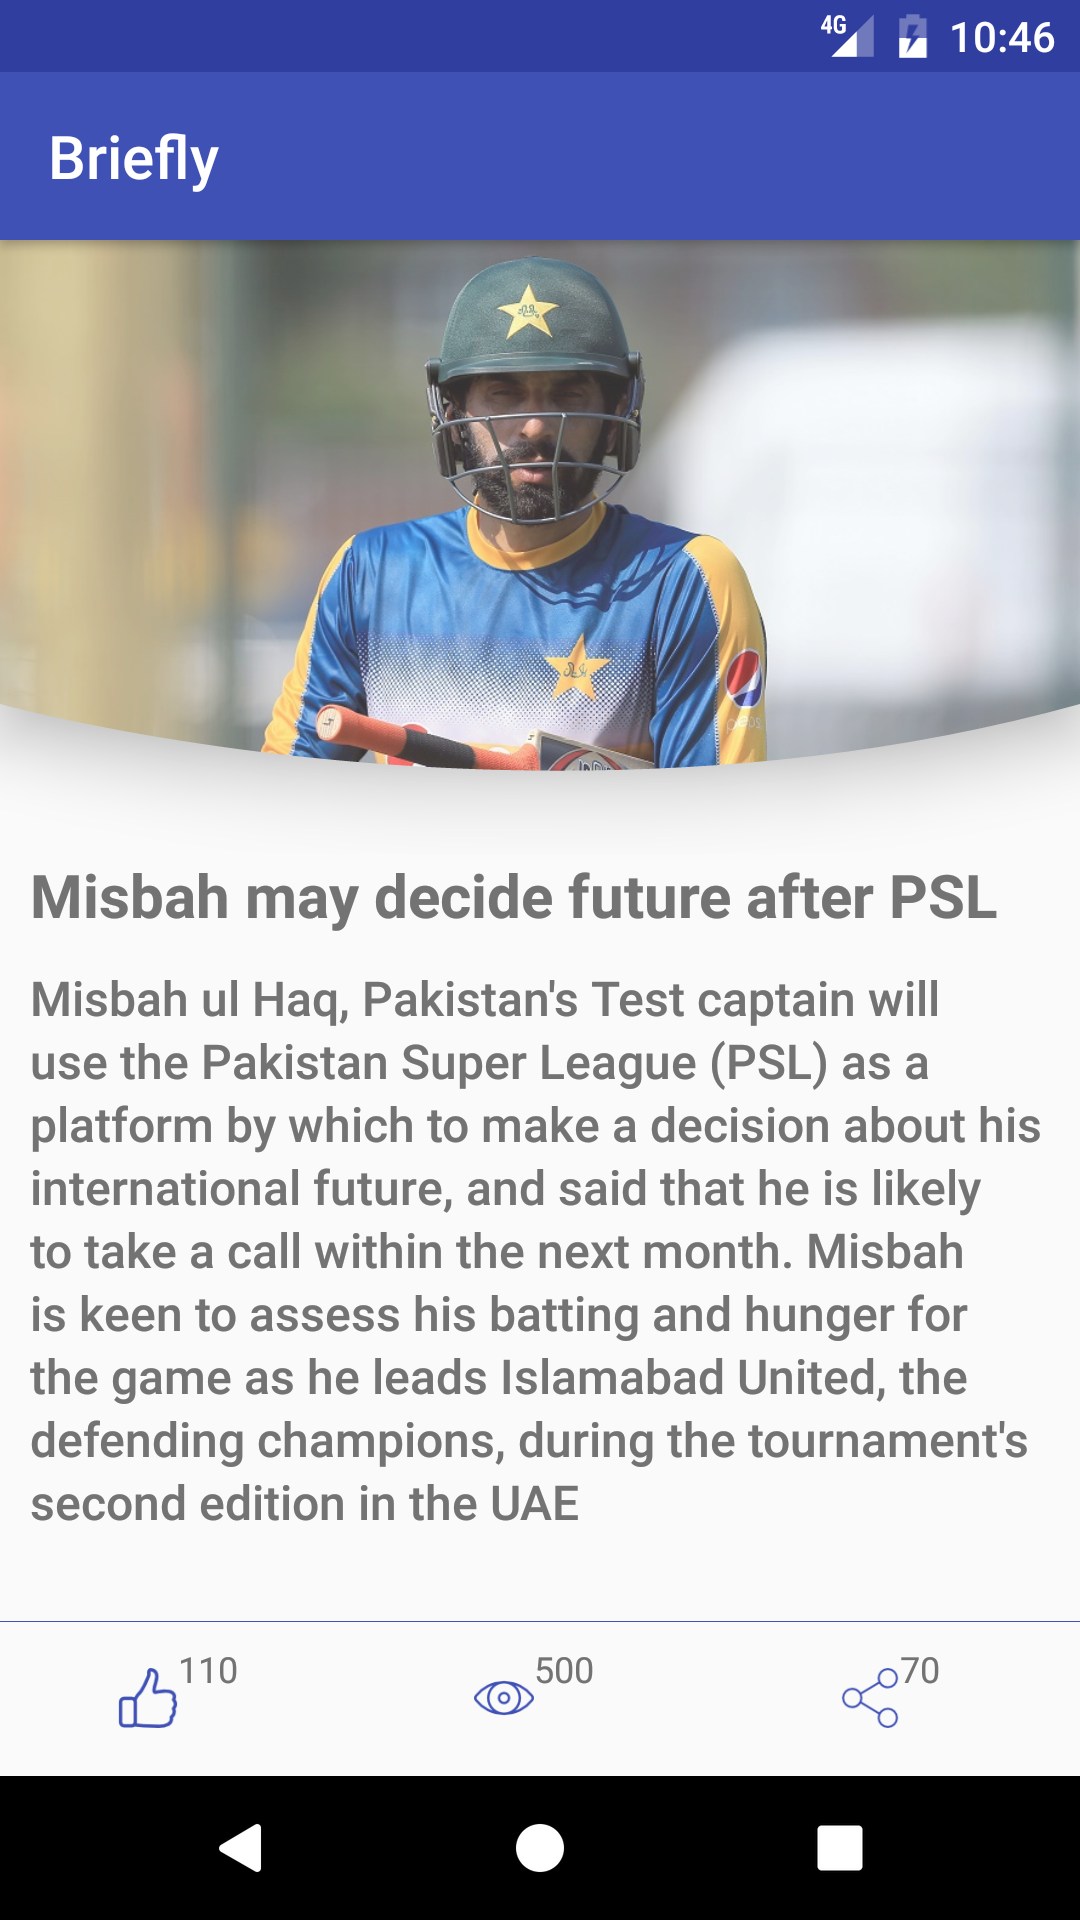 4G 10:46
Briefly
Misbah may decide future after PSL
Misbah ul Haq, Pakistan's Test captain will
use the Pakistan Super League (PSL) as a
platform by which to make a decision about his
international future, and said that he is likely
to take a call within the next month. Misbah
is keen to assess his batting and hunger for
the game as he leads Islamabad United, the
defending champions, during the tournament's
second edition in the UAE
110 500 70